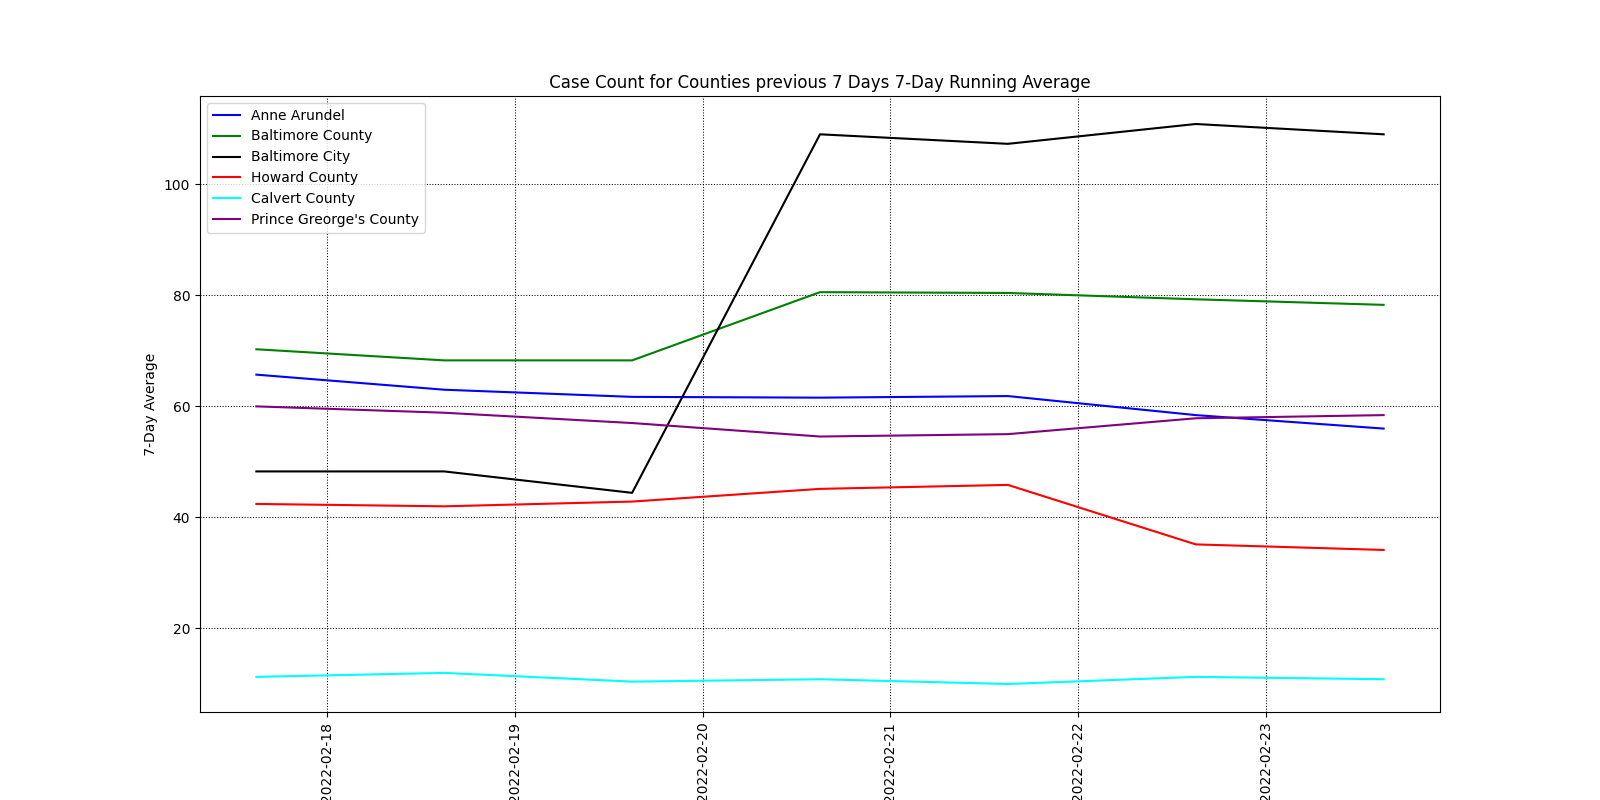 Case Count for Counties previous 7 Days 7-Day Running Average
Anne Arundel
Baltimore County
Baltimore City
Howard County
Calvert County
Prince Greorge's County
7-Day Average
100
80
60
40
20
2022-02-18
2022-02-19
2022-02-20
2022-02-21
2022-02-22
2022-02-23